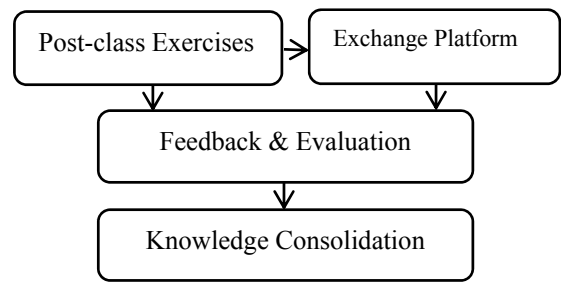 Post-class Exercises
Exchange Platform
Feedback & Evaluation
Knowledge Consolidation